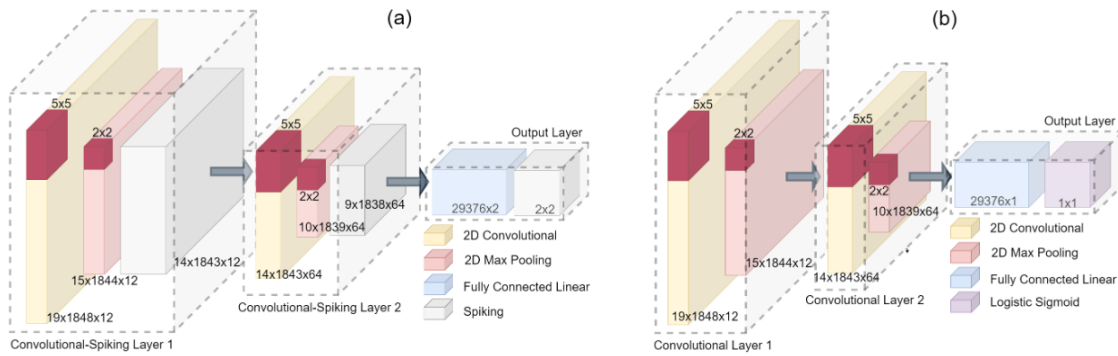 (a)
5x5
2x2
5x5
2x2
Output Layer
29376x2
2x2
9x1838x64
10x1839x64
14x1843x12
14x1843x64
15x1844x12
19x1848x12
Convolutional-Spiking Layer 1
Convolutional-Spiking Layer 2
2D Convolutional
2D Max Pooling
Fully Connected Linear
Spiking
(b)
5x5
2x2
5x5
2x2
Output Layer
29376x1
1x1
10x1839x64
15x1844x12
14x1843x64
19x1848x12
Convolutional Layer 1
Convolutional Layer 2
2D Convolutional
2D Max Pooling
Fully Connected Linear
Logistic Sigmoid